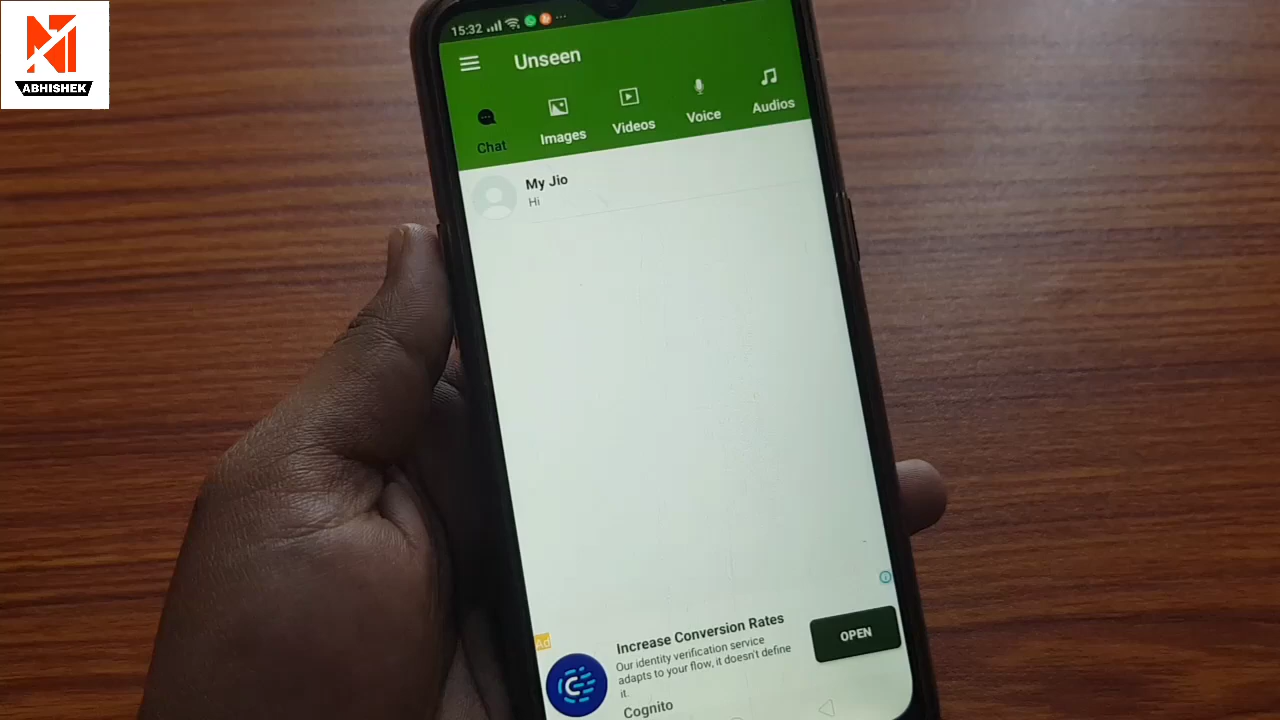 ABHISHEK
15:32
Unseen
Chat
Images
Videos
Voice
Audios
My Jio
Hi
Ad
Increase Conversion Rates
Our identity verification service
adapts to your flow, it doesn't define
it.
Cognito
OPEN